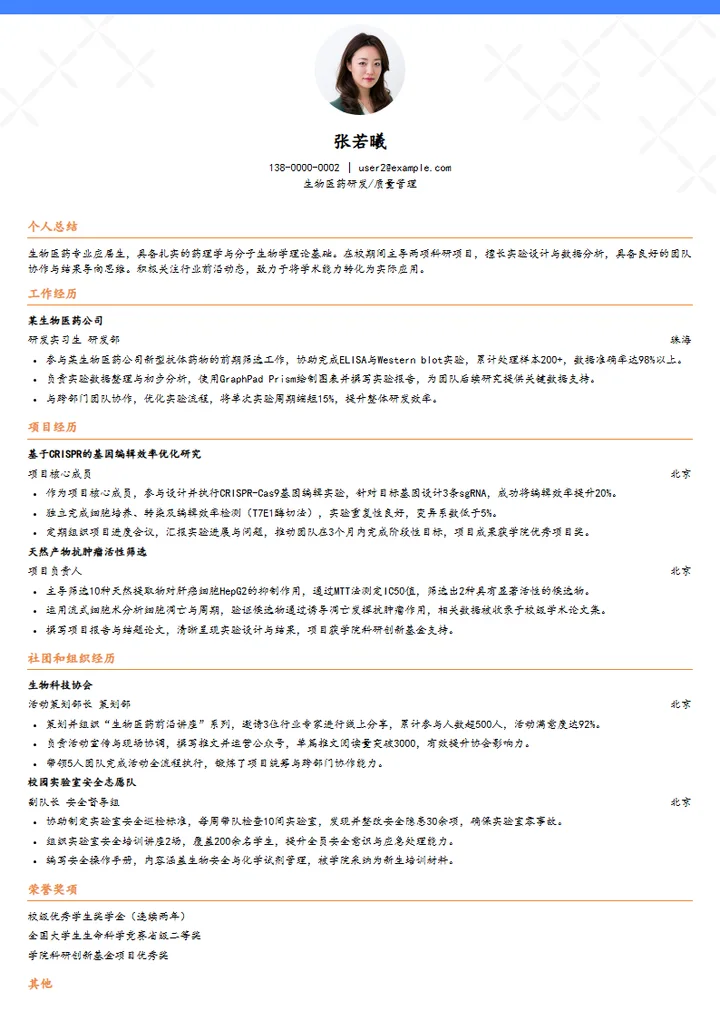 张若曦
138-0000-0002 | user2@example.com
生物医药研发/质量管理
个人总结
生物医药专业应届生，具备扎实的药理学与分子生物学理论基础。在校期间主导两项科研项目，擅长实验设计与数据分析，具备良好的团队
协作与结果导向思维。积极关注行业前沿动态，致力于将学术能力转化为实际应用。
工作经历
某生物医药公司
研发实习生 研发部 珠海
• 参与某生物医药公司新型抗体药物的前期筛选工作，协助完成ELISA与Western blot实验，累计处理样本200+，数据准确率达98%以上。
• 负责实验数据整理与初步分析，使用GraphPad Prism绘制图表并撰写实验报告，为团队后续研究提供关键数据支持。
• 与跨部门团队协作，优化实验流程，将单次实验周期缩短15%，提升整体研发效率。
项目经历
基于CRISPR的基因编辑效率优化研究
项目核心成员 北京
• 作为项目核心成员，参与设计并执行CRISPR-Cas9基因编辑实验，针对目标基因设计3条sgRNA，成功将编辑效率提升20%。
• 独立完成细胞培养、转染及编辑效率检测（T7E1酶切法），实验重复性良好，变异系数低于5%。
• 定期组织项目进度会议，汇报实验进展与问题，推动团队在3个月内完成阶段性目标，项目成果获学院优秀项目奖。
天然产物抗肿瘤活性筛选
项目负责人 北京
• 主导筛选10种天然提取物对肝癌细胞HepG2的抑制作用，通过MTT法测定IC50值，筛选出2种具有显著活性的候选物。
• 运用流式细胞术分析细胞凋亡与周期，验证候选物通过诱导凋亡发挥抗肿瘤作用，相关数据被收录于校级学术论文集。
• 撰写项目报告与结题论文，清晰呈现实验设计与结果，项目获学院科研创新基金支持。
社团和组织经历
生物科技协会
活动策划部长 策划部 北京
• 策划并组织“生物医药前沿讲座”系列，邀请3位行业专家进行线上分享，累计参与人数超500人，活动满意度达92%。
• 负责活动宣传与现场协调，撰写推文并运营公众号，单篇推文阅读量突破3000，有效提升协会影响力。
• 带领5人团队完成活动全流程执行，锻炼了项目统筹与跨部门协作能力。
校园实验室安全志愿队
副队长 安全督导组 北京
• 协助制定实验室安全巡检标准，每周带队检查10间实验室，发现并整改安全隐患30余项，确保实验室零事故。
• 组织实验室安全培训讲座2场，覆盖200余名学生，提升全员安全意识与应急处理能力。
• 编写安全操作手册，内容涵盖生物安全与化学试剂管理，被学院采纳为新生培训材料。
荣誉奖项
校级优秀学生奖学金（连续两年）
全国大学生生命科学竞赛省级二等奖
学院科研创新基金项目优秀奖
其他